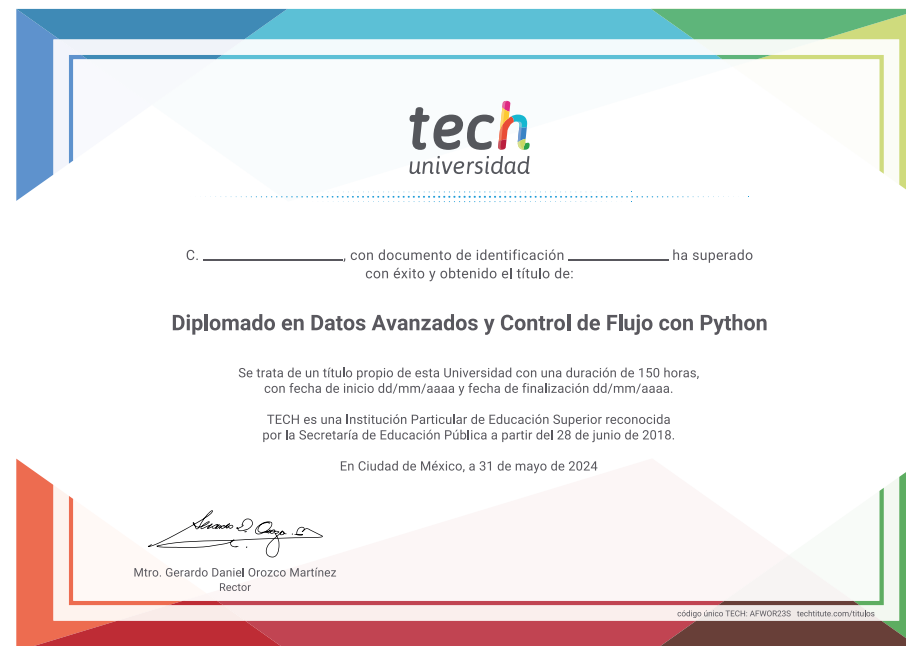 tech
universidad
C. ________________, con documento de identificación ____________ ha superado
con éxito y obtenido el título de:
Diplomado en Datos Avanzados y Control de Flujo con Python
Se trata de un título propio de esta Universidad con una duración de 150 horas,
con fecha de inicio dd/mm/aaaa y fecha de finalización dd/mm/aaaa.
TECH es una Institución Particular de Educación Superior reconocida
por la Secretaría de Educación Pública a partir del 28 de junio de 2018.
En Ciudad de México, a 31 de mayo de 2024
Mtro. Gerardo Daniel Orozco Martínez
Rector
código único TECH: AFWOR23S techtitute.com/titulos